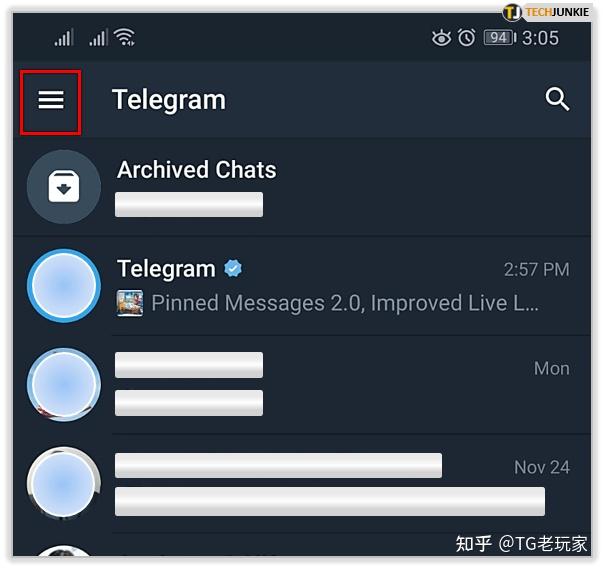 TJ TECHJUNKIE
94 3:05
Telegram
Archived Chats
Telegram 2:57 PM
Pinned Messages 2.0, Improved Live L...
Mon
Nov 24
知乎 @TG老玩家